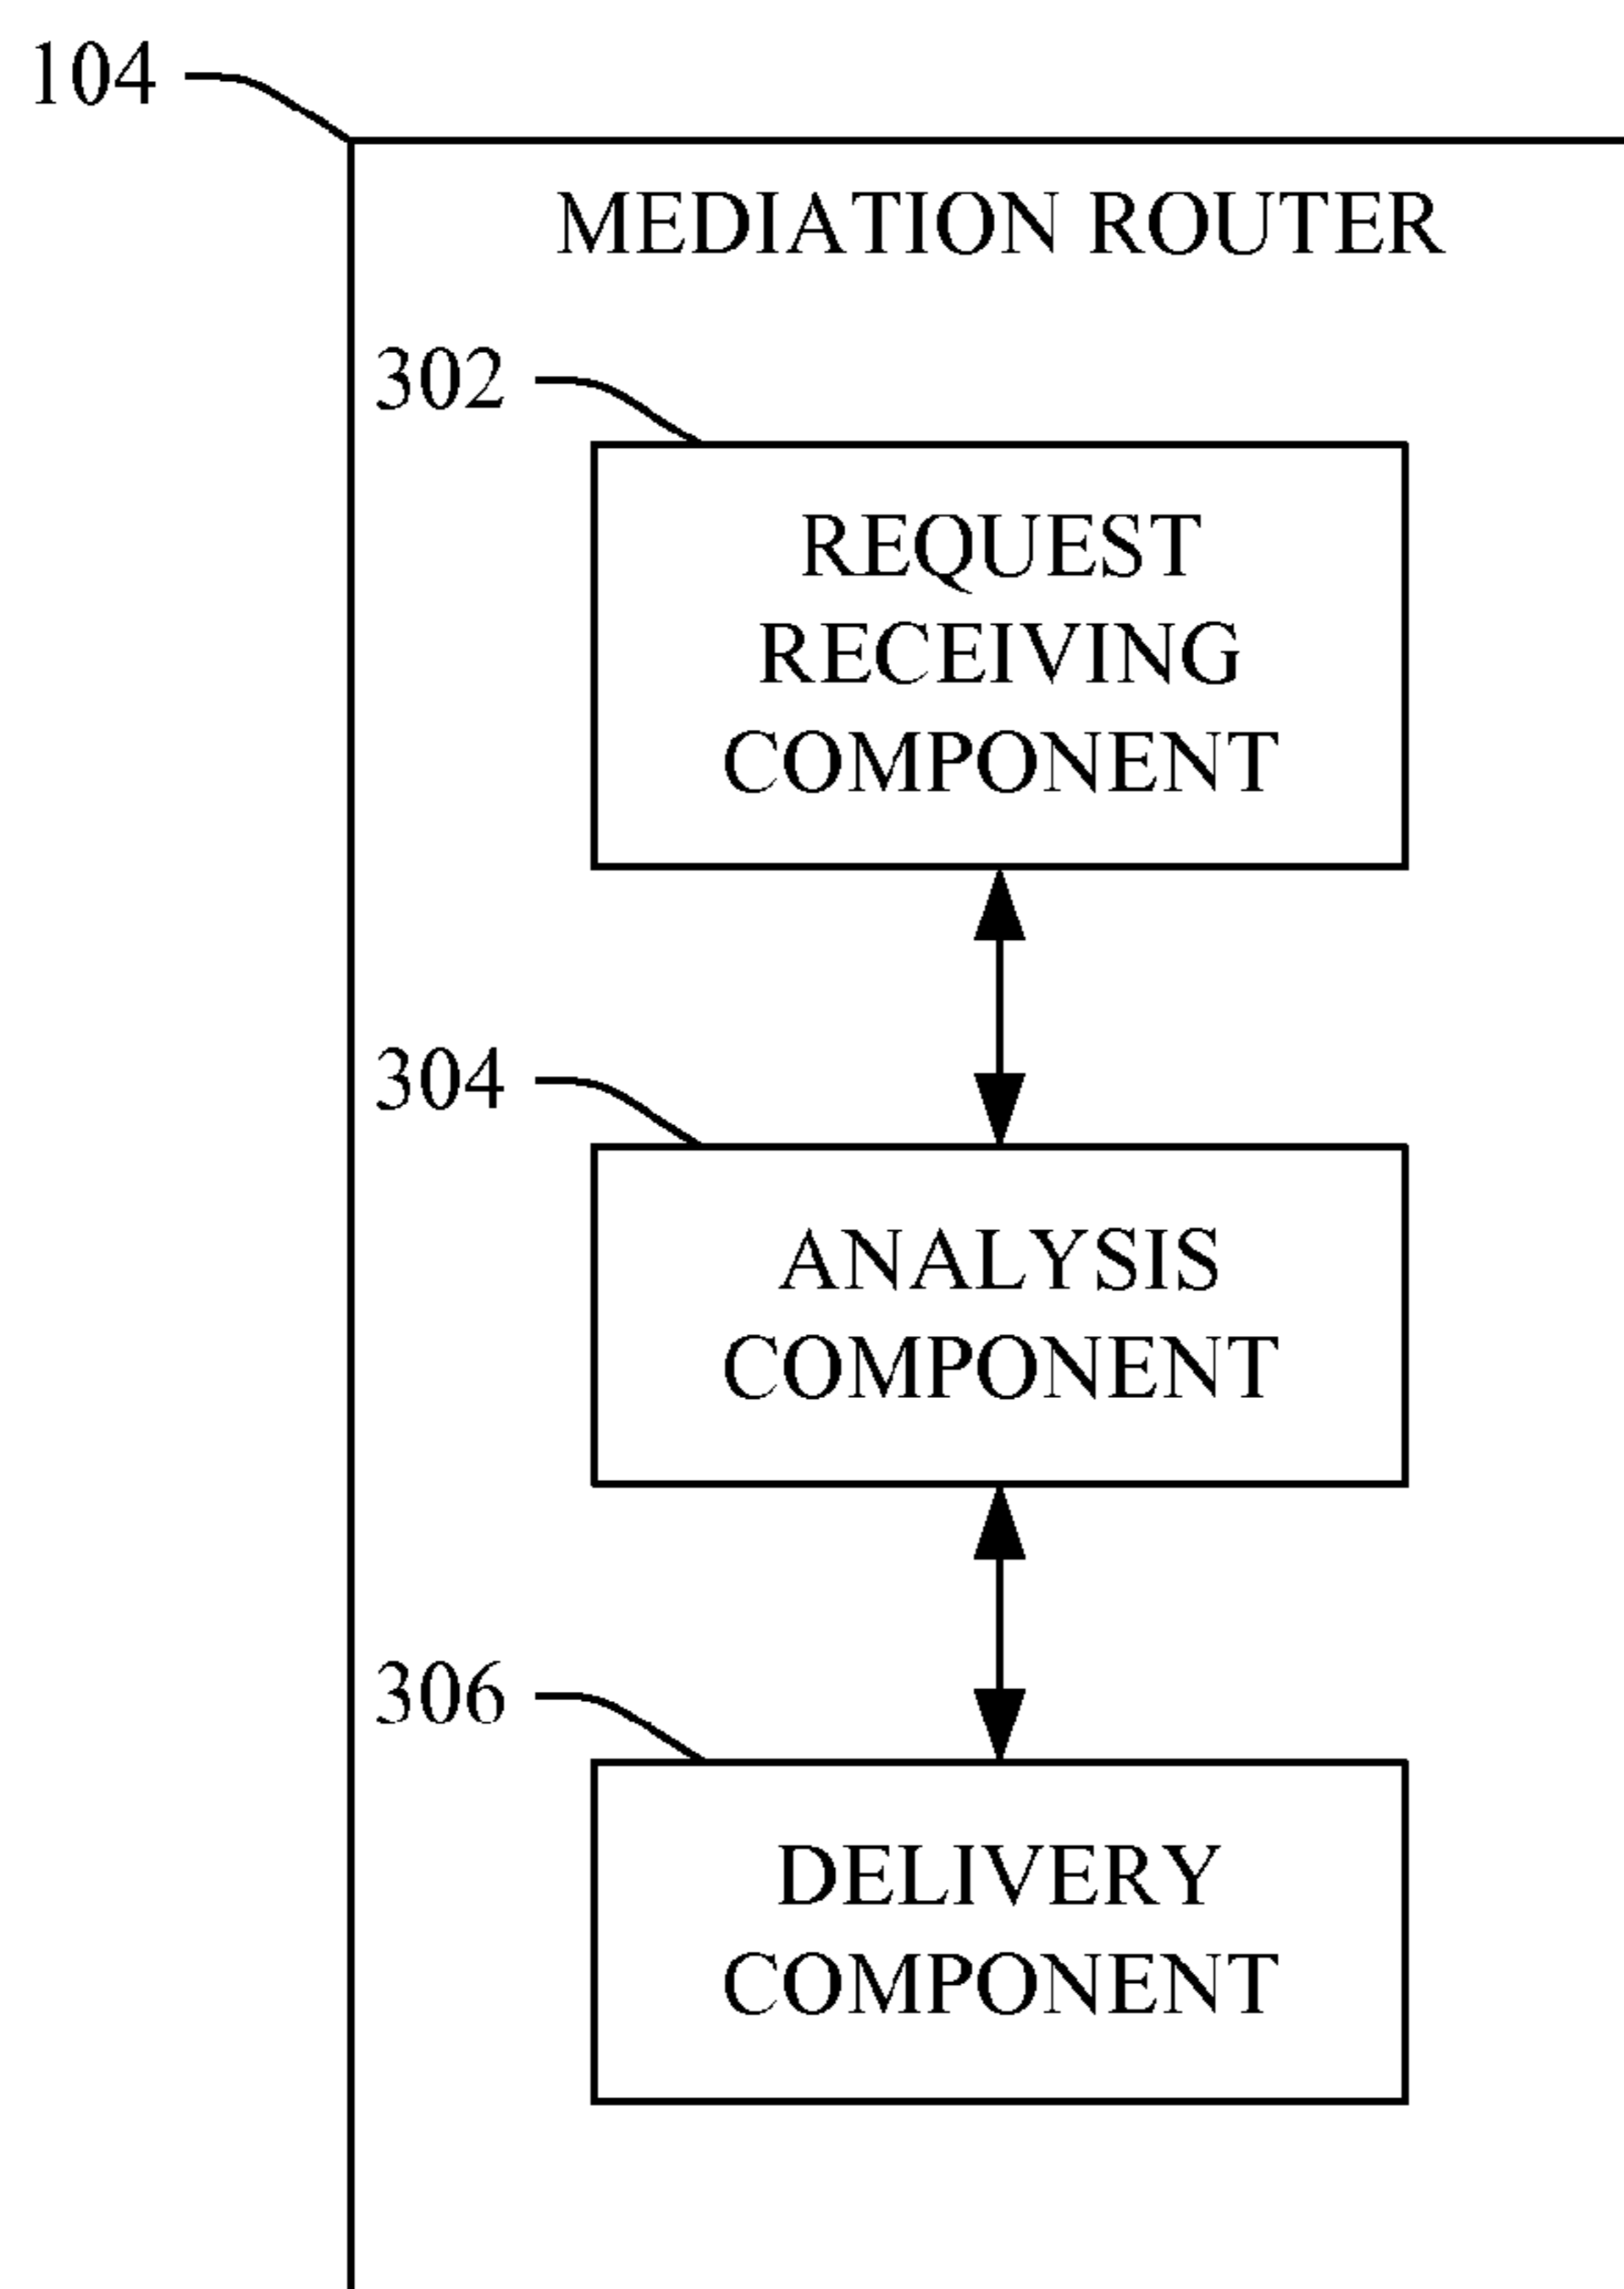 104
MEDIATION ROUTER
302
REQUEST
RECEIVING
COMPONENT
304
ANALYSIS
COMPONENT
306
DELIVERY
COMPONENT